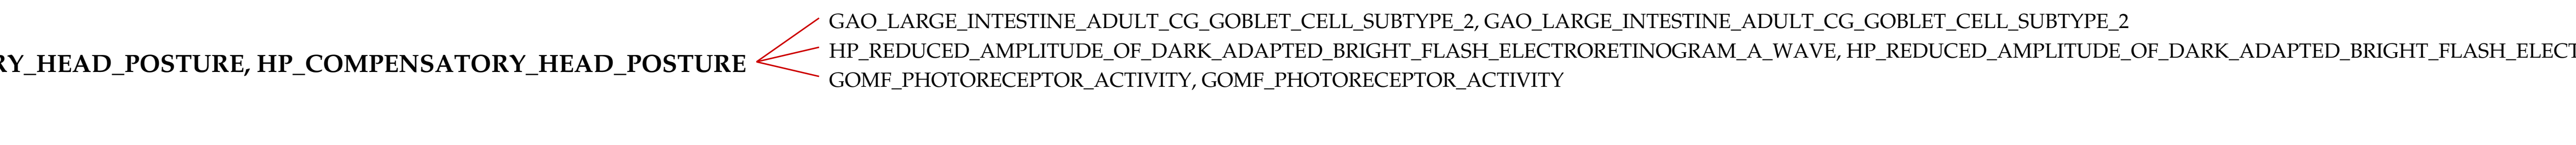 GAO_LARGE_INTESTINE_ADULT_CG_GOBLET_CELL_SUBTYPE_2, GAO_LARGE_INTESTINE_ADULT_CG_GOBLET_CELL_SUBTYPE_2
RY_HEAD_POSTURE, HP_COMPENSATORY_HEAD_POSTURE
HP_REDUCED_AMPLITUDE_OF_DARK_ADAPTED_BRIGHT_FLASH_ELECTRORETINOGRAM_A_WAVE, HP_REDUCED_AMPLITUDE_OF_DARK_ADAPTED_BRIGHT_FLASH_ELECT
GOMF_PHOTORECEPTOR_ACTIVITY, GOMF_PHOTORECEPTOR_ACTIVITY